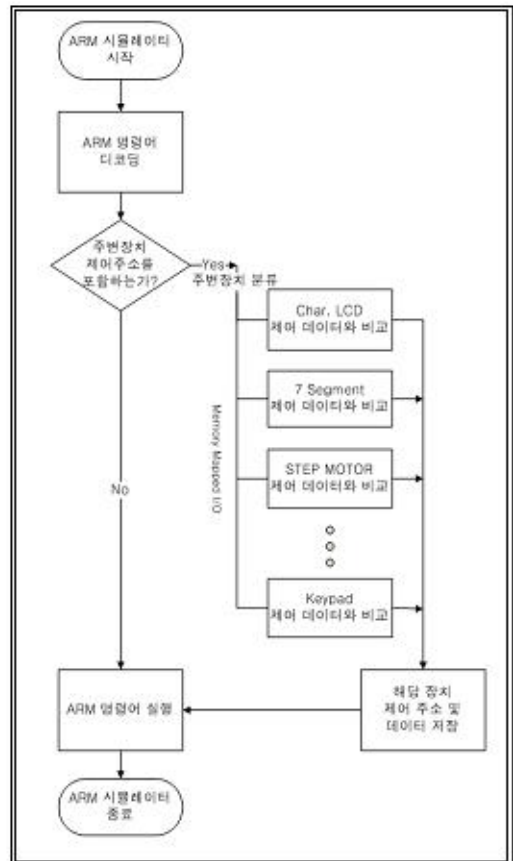 ARM 시뮬레이터
시작
ARM 명령어
디코딩
주변장치
제어주소를
포함하는가?
Yes
주변장치 분류
Char. LCD
제어 데이터와 비교
7 Segment
제어 데이터와 비교
STEP MOTOR
제어 데이터와 비교
Memory Mapped I/O
No
Keypad
제어 데이터와 비교
ARM 명령어 실행
해당 장치
제어 주소 및
데이터 저장
ARM 시뮬레이터
종료